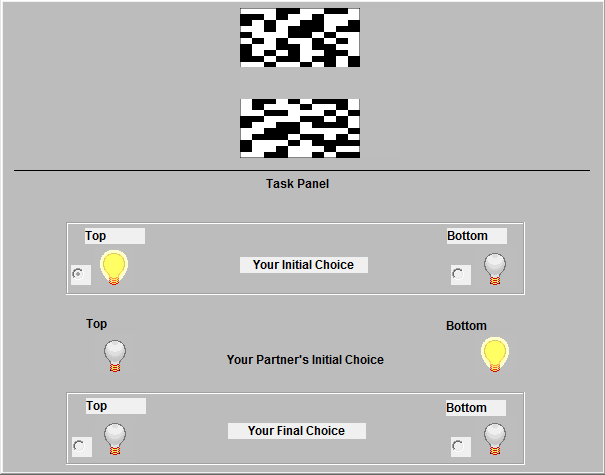 Task Panel
Top
Bottom
Your Initial Choice
Top
Bottom
Your Partner's Initial Choice
Top
Bottom
Your Final Choice